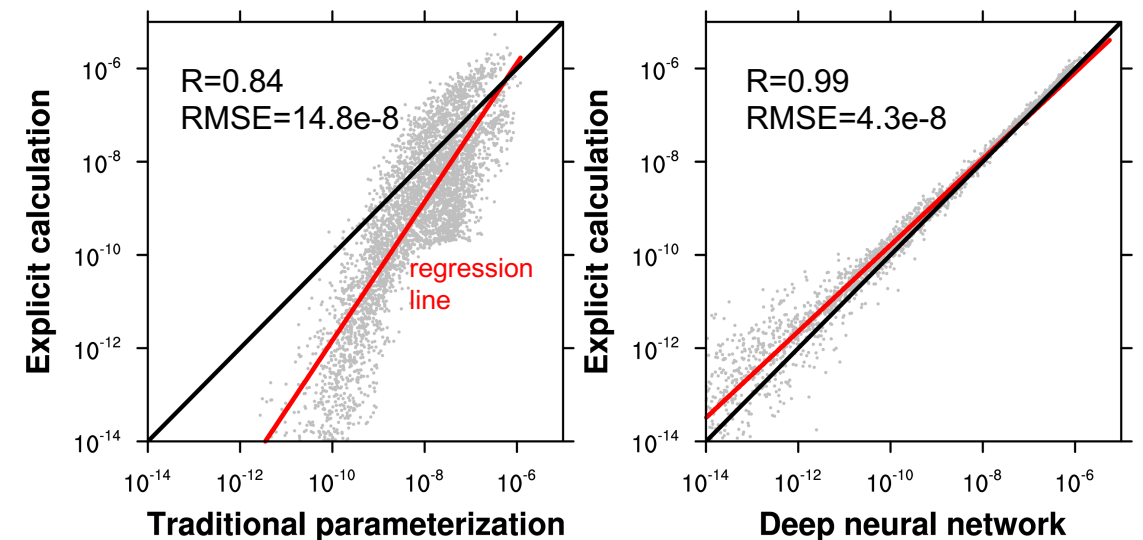 R=0.84
RMSE=14.8e-8
regression
line
Explicit calculation
10-6
10-8
10-10
10-12
10-14
10-14 10-12 10-10 10-8 10-6
Traditional parameterization
R=0.99
RMSE=4.3e-8
Explicit calculation
10-6
10-8
10-10
10-12
10-14
10-14 10-12 10-10 10-8 10-6
Deep neural network